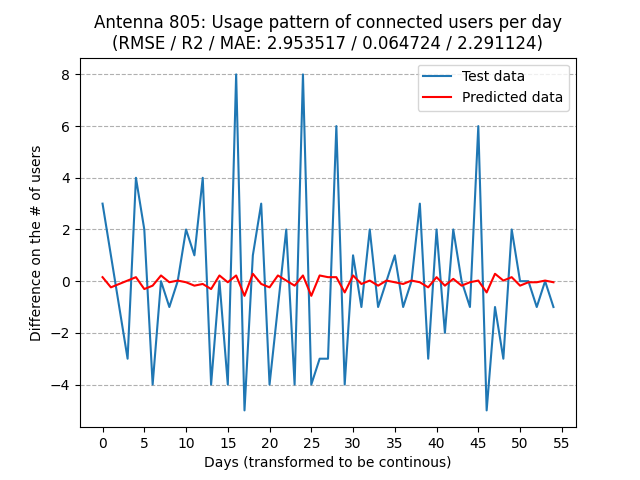 Antenna 805: Usage pattern of connected users per day
(RMSE / R2 / MAE: 2.953517 / 0.064724 / 2.291124)
Test data
Predicted data
Difference on the # of users
8
6
4
2
0
−2
−4
0 5 10 15 20 25 30 35 40 45 50 55
Days (transformed to be continous)